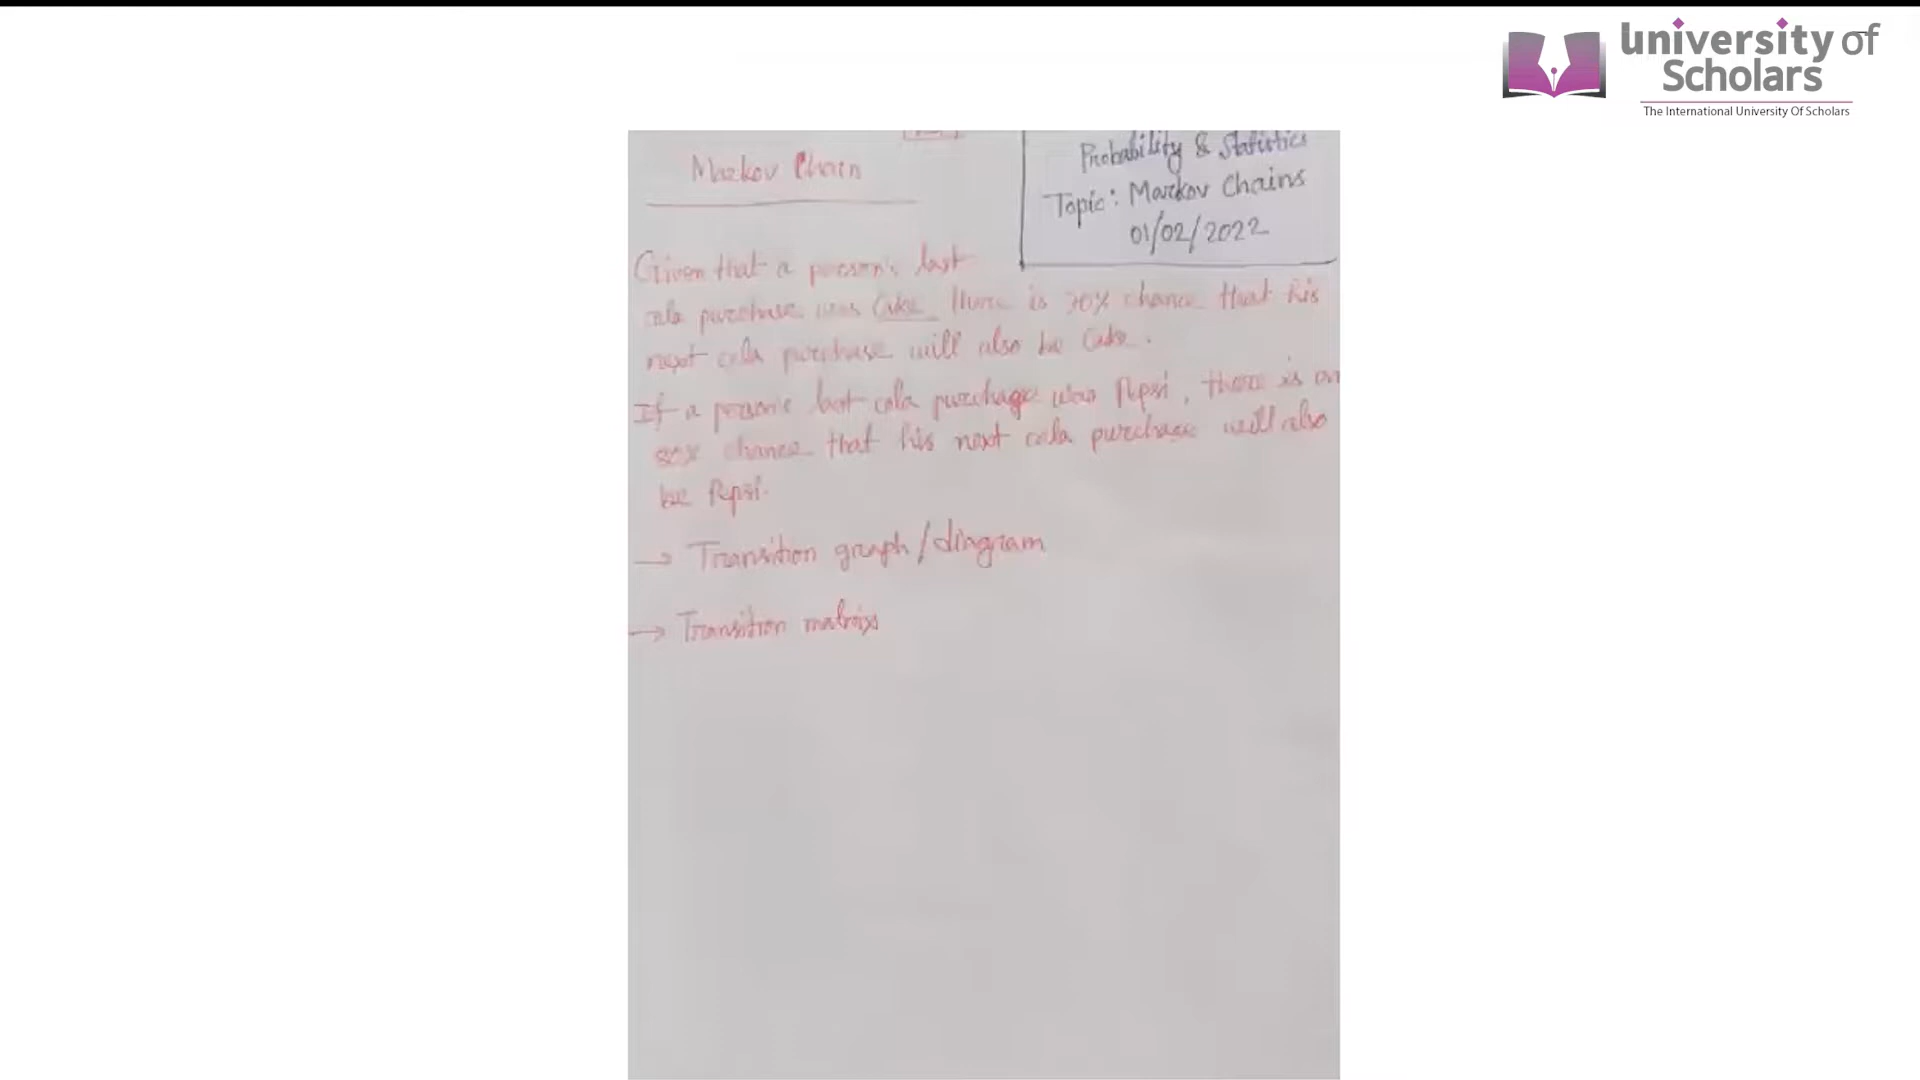 University of
Scholars
The International University Of Scholars
Probability & Statistics
Topic: Markov Chains
01/02/2022
Markov Chain
Given that a person's last
cola purchase was Coke there is 70% chance that his
next cola purchase will also be Coke.
If a person's last cola purchage was Pepsi, there is an
80% chance that his next cola purchase will also
be Pepsi.
→ Transition graph/diagram
→ Transition matrix